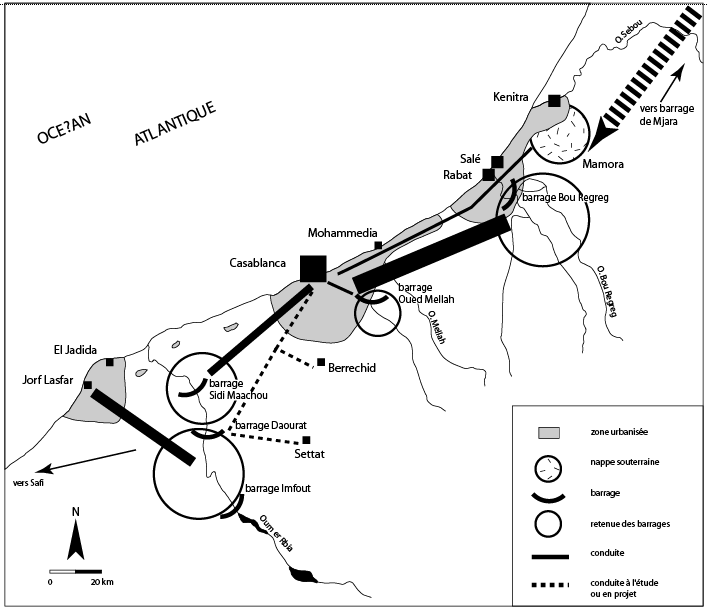 O.Sebou
Kenitra
vers barrage
de Mjara
OCE?AN
ATLANTIQUE
Salé
Rabat
Mamora
barrage Bou Regreg
Mohammedia
Casablanca
barrage
Oued Mellah
O. Bou Regreg
O.Mellah
El Jadida
Jorf Lasfar
Berrechid
barrage
Sidi Maachou
barrage Daourat
Settat
vers Safi
barrage Imfout
Oum er Rbia
N
0 20 km
zone urbanisée
nappe souterraine
barrage
retenue des barrages
conduite
conduite à l'étude
ou en projet